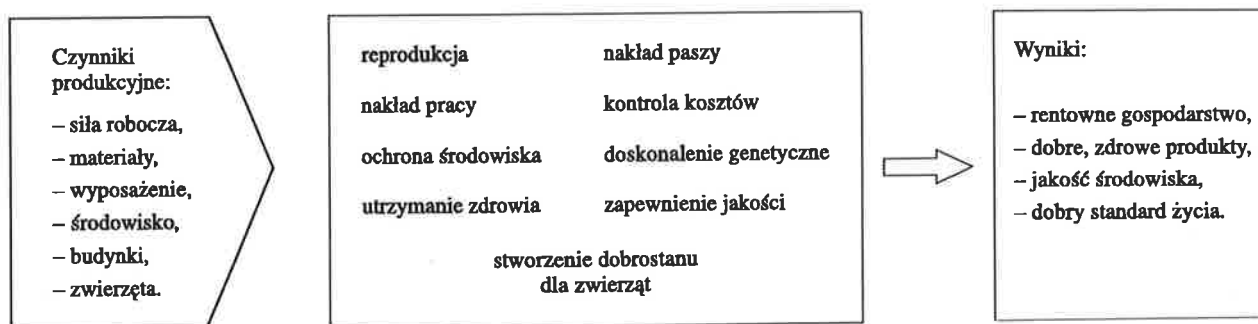 Czynniki
produkcyjne:
– siła robocza,
– materiały,
– wyposażenie,
– środowisko,
– budynki,
– zwierzęta.
reprodukcja
nakład paszy
nakład pracy
kontrola kosztów
ochrona środowiska
doskonalenie genetyczne
utrzymanie zdrowia
zapewnienie jakości
stworzenie dobrostanu
dla zwierząt
Wyniki:
– rentowne gospodarstwo,
– dobre, zdrowe produkty,
– jakość środowiska,
– dobry standard życia.